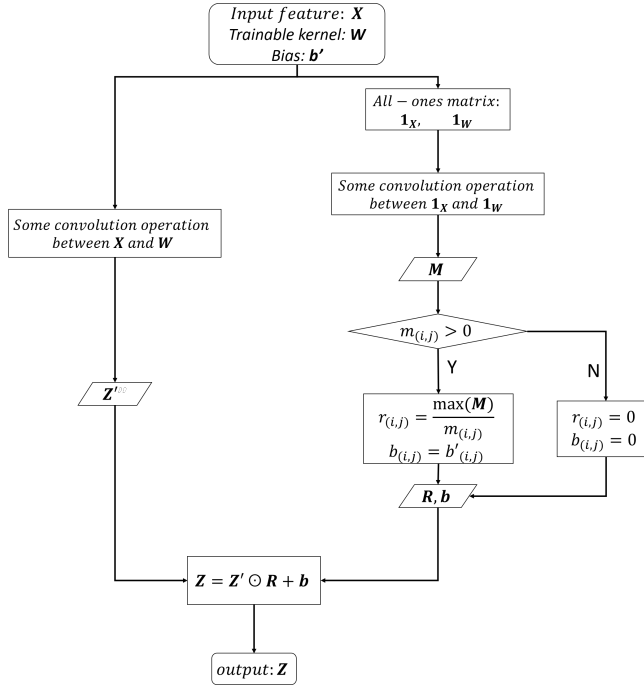 Input feature: X
Trainable kernel: W
Bias: b'
All − ones matrix:
1_X, 1_W
Some convolution operation
between 1_X and 1_W
Some convolution operation
between X and W
M
m_(i,j) > 0
Y
N
Z'
r_(i,j) = max(M)/m_(i,j)
b_(i,j) = b'_(i,j)
r_(i,j) = 0
b_(i,j) = 0
R, b
Z = Z' ⊙ R + b
output: Z